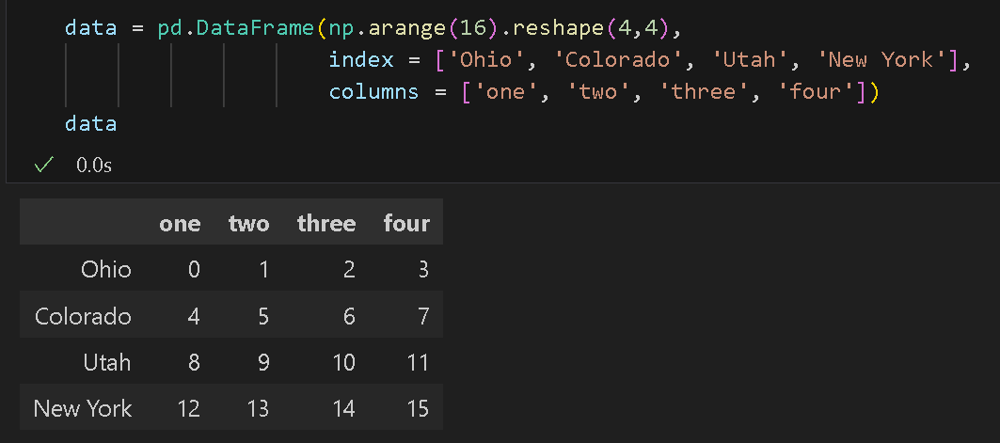 data = pd.DataFrame(np.arange(16).reshape(4,4),
index = ['Ohio', 'Colorado', 'Utah', 'New York'],
columns = ['one', 'two', 'three', 'four'])
data
✓ 0.0s
one two three four
Ohio 0 1 2 3
Colorado 4 5 6 7
Utah 8 9 10 11
New York 12 13 14 15